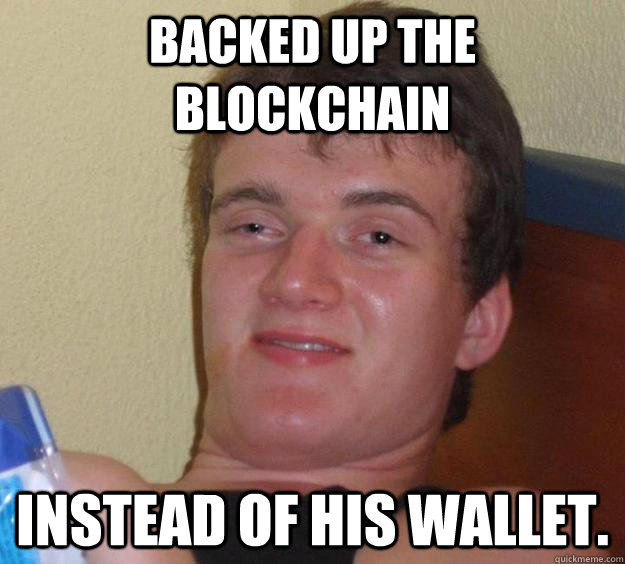 BACKED UP THE
BLOCKCHAIN
INSTEAD OF HIS WALLET.
quickmeme.com